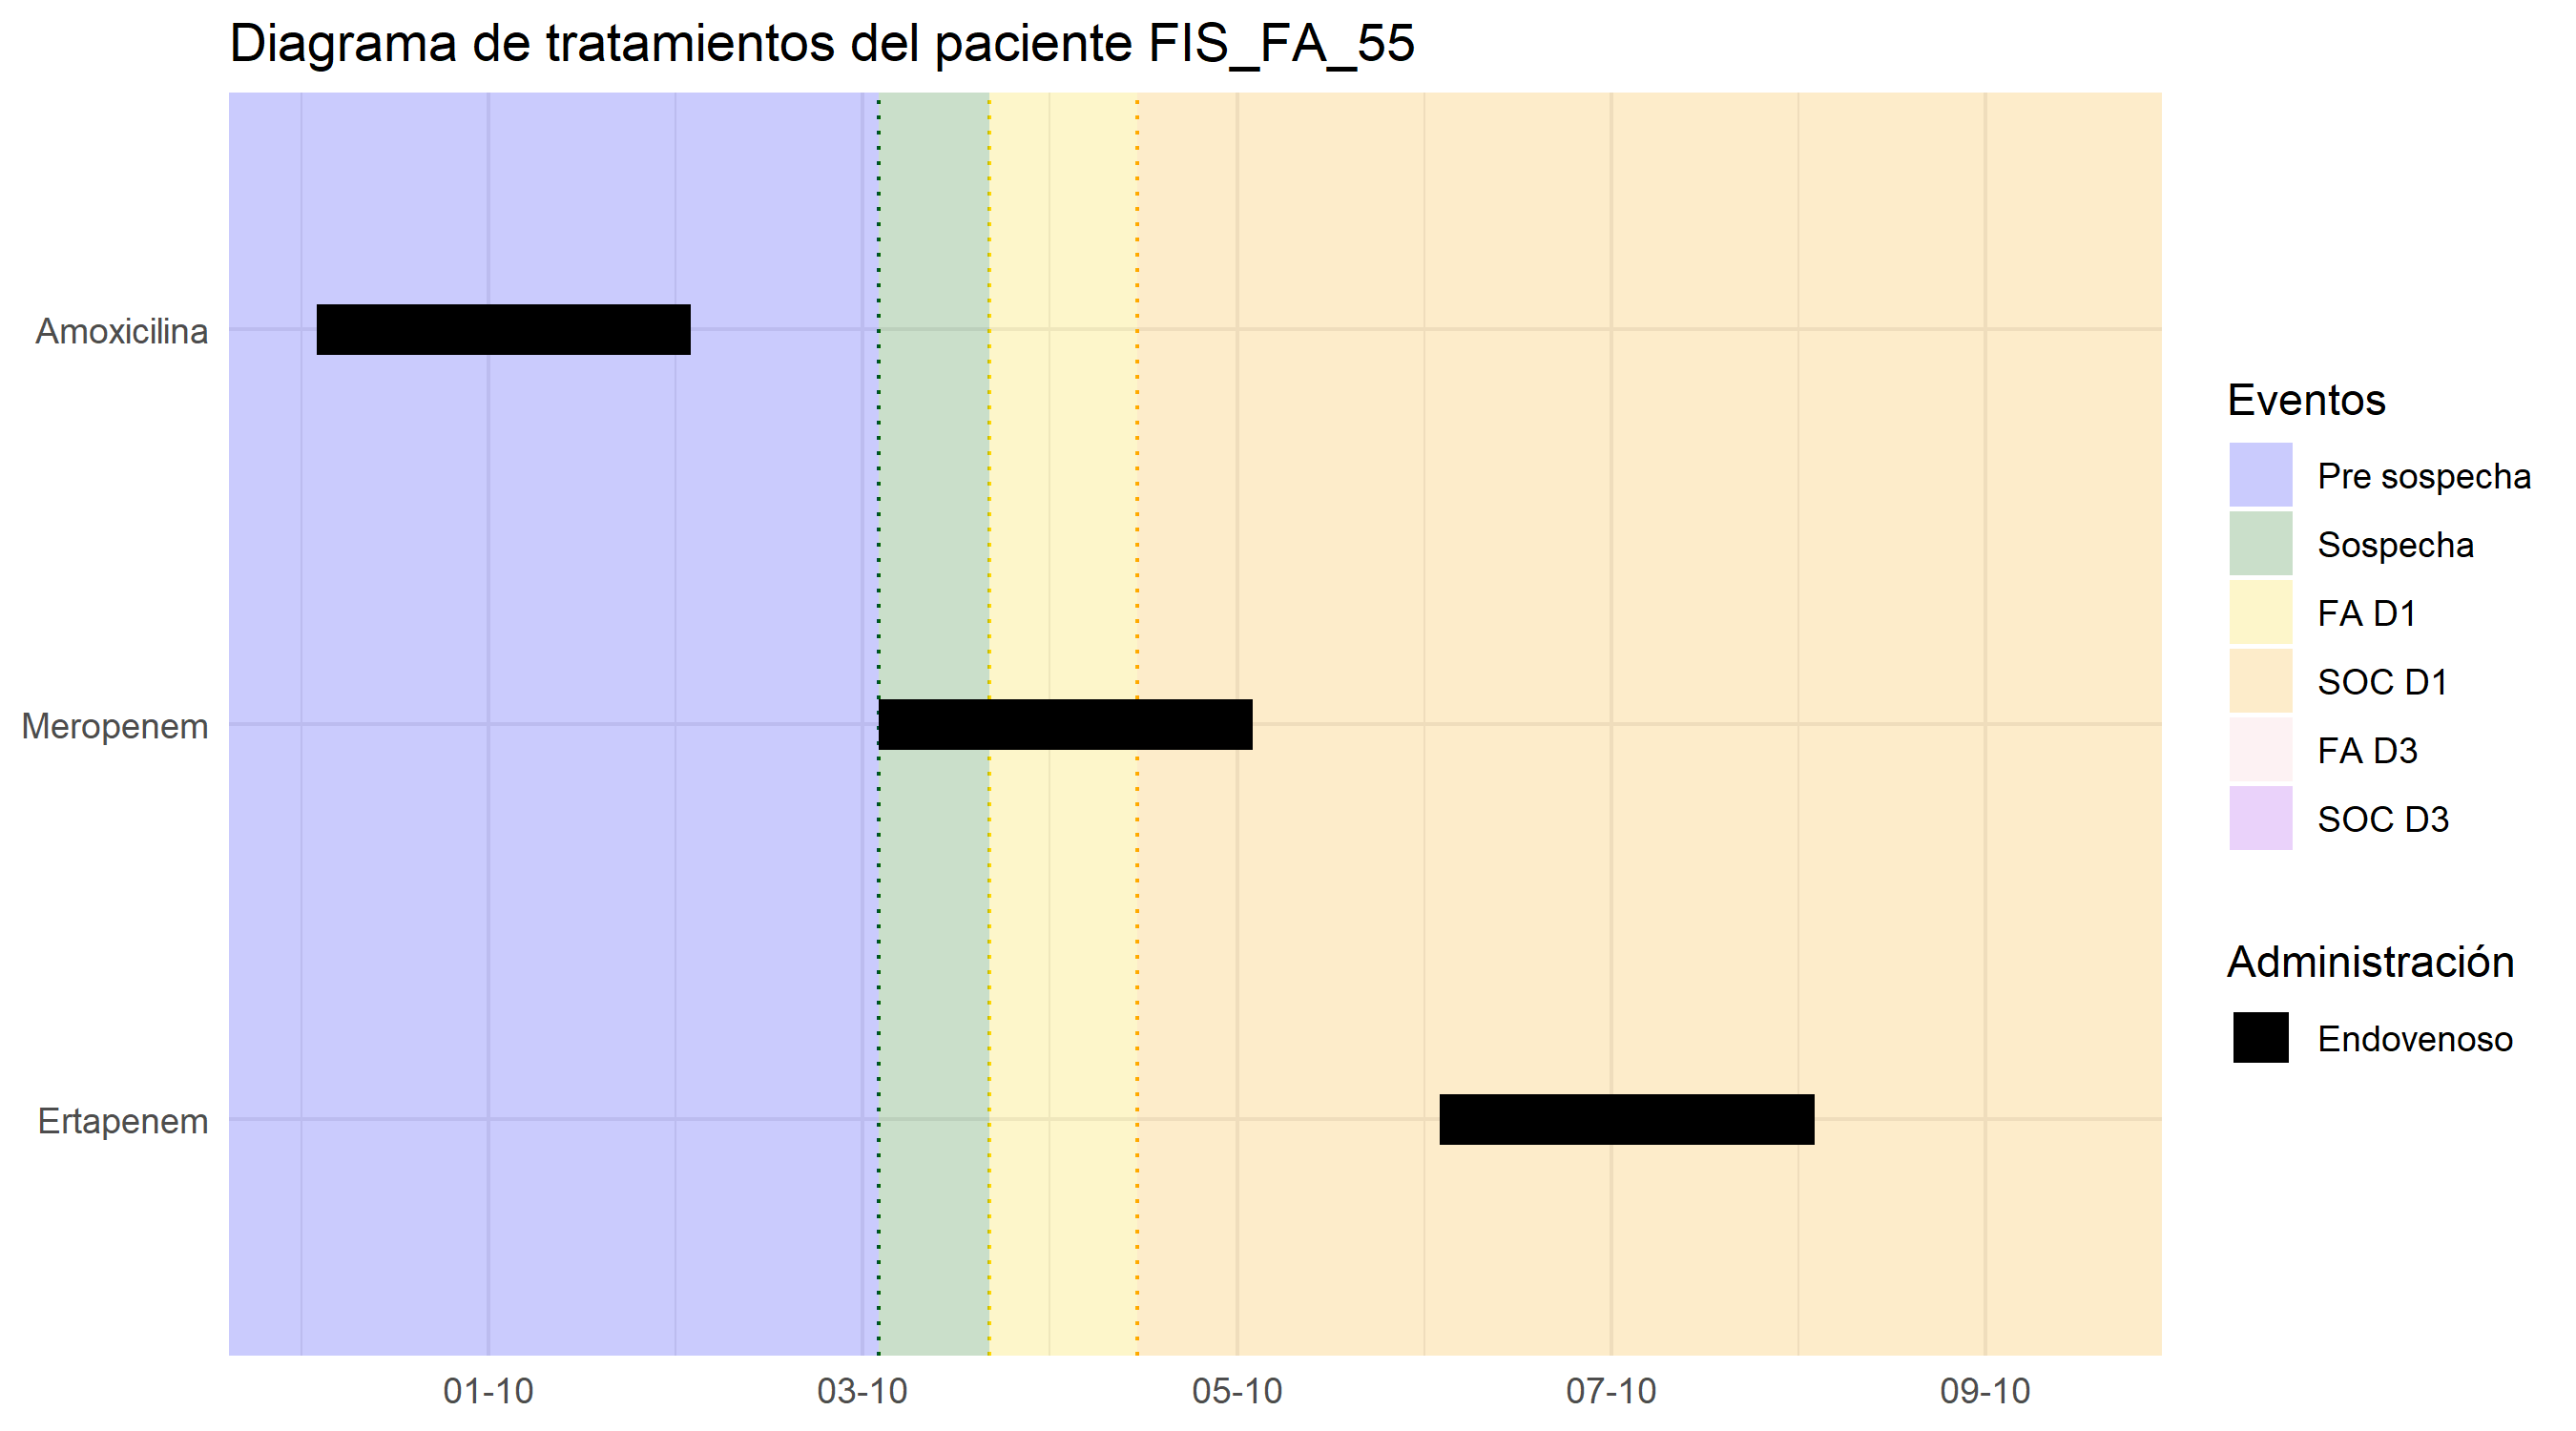 Diagrama de tratamientos del paciente FIS_FA_55
Amoxicilina
Meropenem
Ertapenem
01-10
03-10
05-10
07-10
09-10
Eventos
Pre sospecha
Sospecha
FA D1
SOC D1
FA D3
SOC D3
Administración
Endovenoso